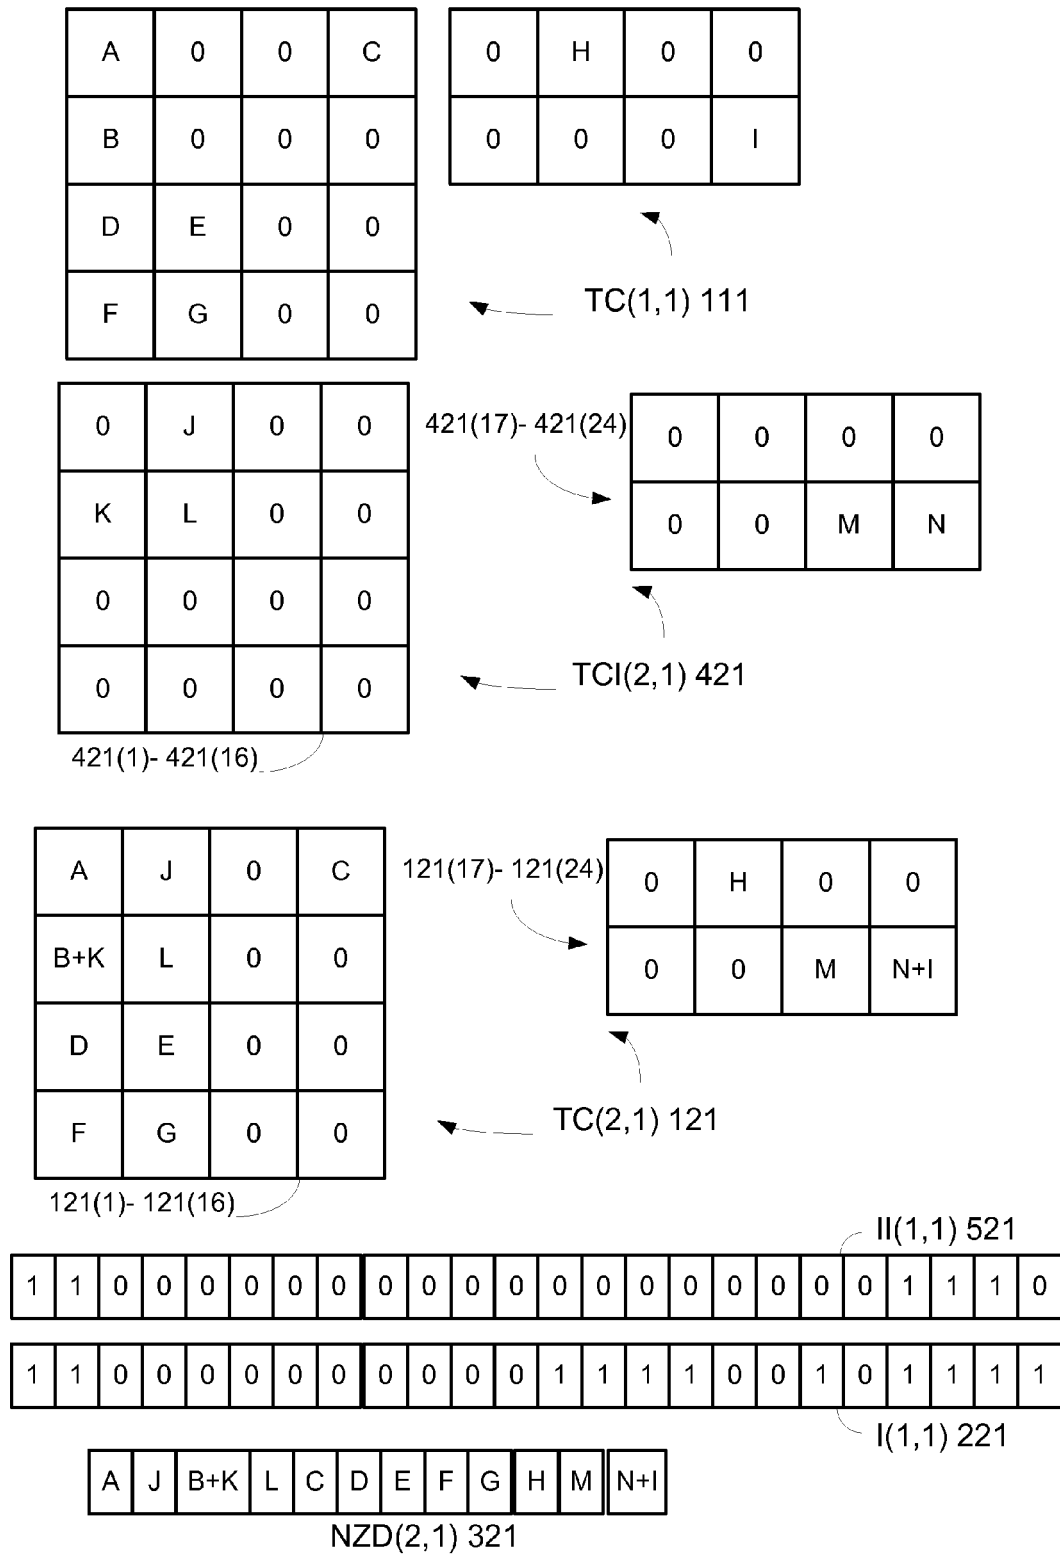 A 0 0 C
B 0 0 0
D E 0 0
F G 0 0
0 H 0 0
0 0 0 I
TC(1,1) 111
0 J 0 0
K L 0 0
0 0 0 0
0 0 0 0
421(1)- 421(16)
421(17)- 421(24)
0 0 0 0
0 0 M N
TCI(2,1) 421
A J 0 C
B+K L 0 0
D E 0 0
F G 0 0
121(1)- 121(16)
121(17)- 121(24)
0 H 0 0
0 0 M N+I
TC(2,1) 121
II(1,1) 521
1 1 0 0 0 0 0 0 0 0 0 0 0 0 0 0 0 0 0 0 1 1 1 0
1 1 0 0 0 0 0 0 0 0 0 0 1 1 1 1 0 0 1 0 1 1 1 1
I(1,1) 221
A J B+K L C D E F G H M N+I
NZD(2,1) 321